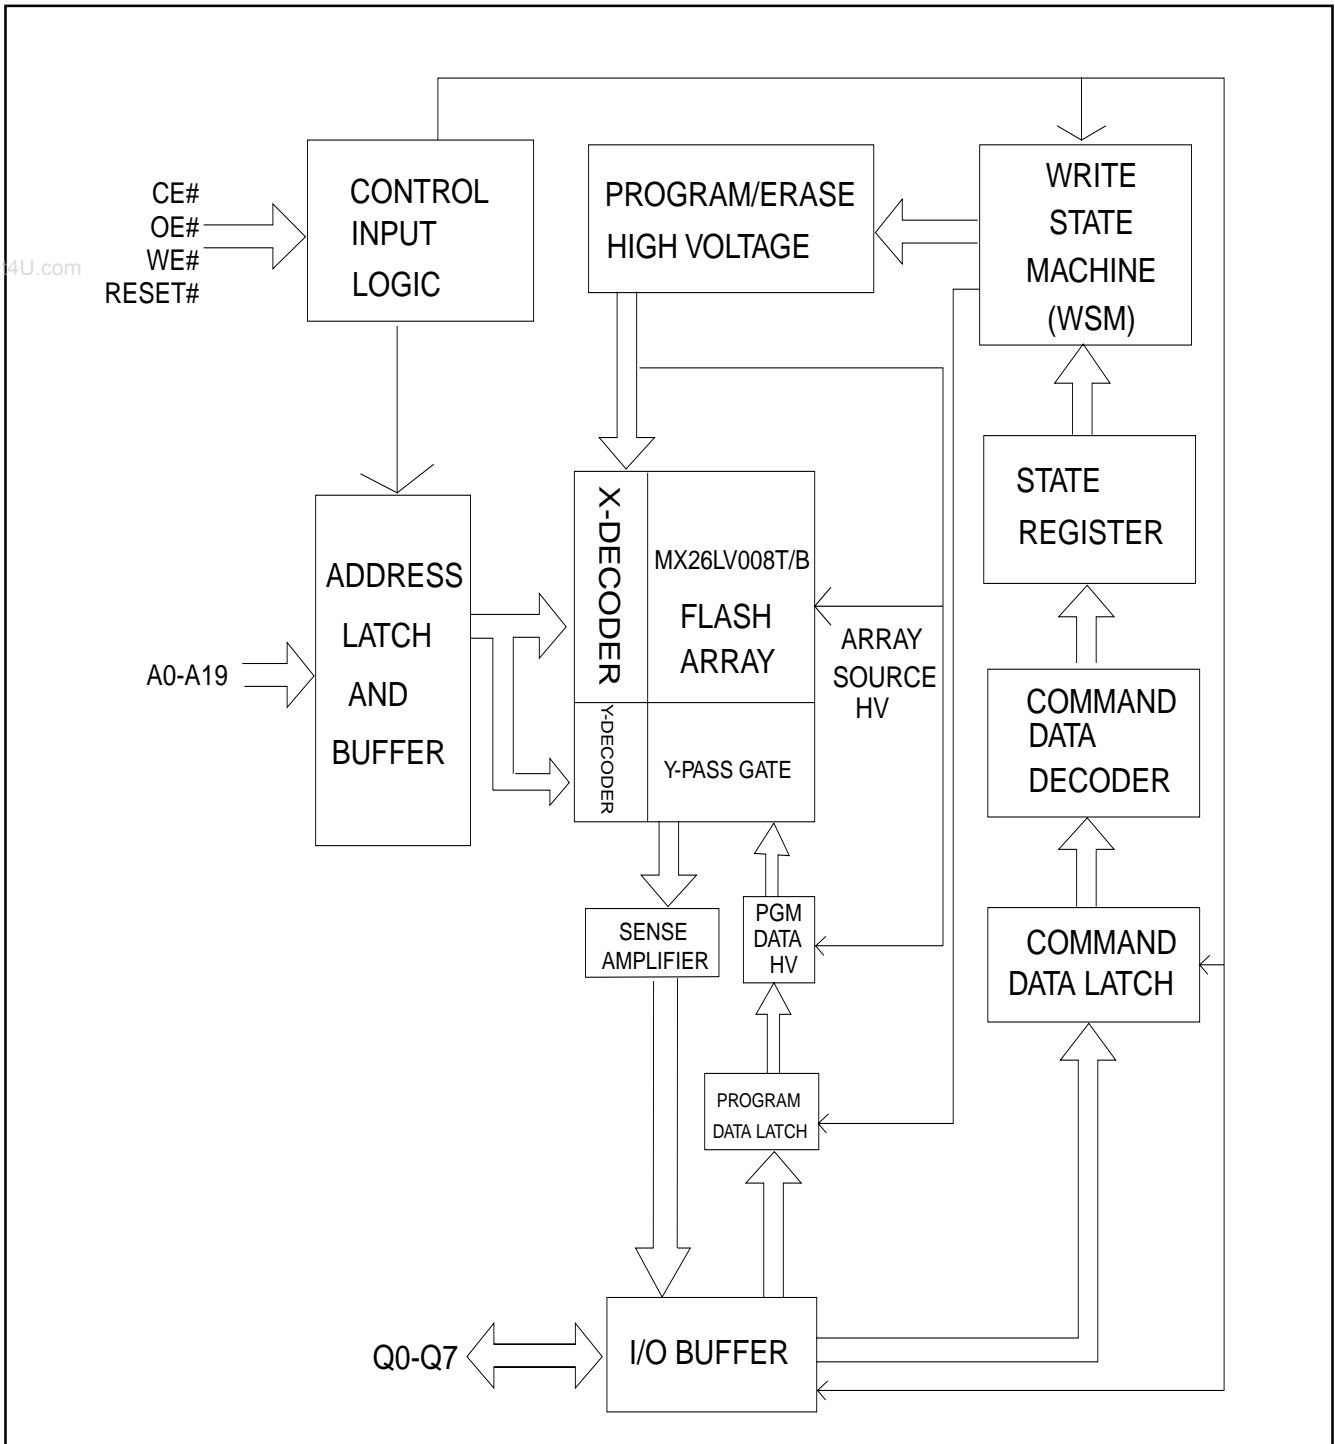 CE#
OE#
WE#
RESET#
t4U.com
CONTROL
INPUT
LOGIC
PROGRAM/ERASE
HIGH VOLTAGE
WRITE
STATE
MACHINE
(WSM)
STATE
REGISTER
ADDRESS
LATCH
AND
BUFFER
A0-A19
X-DECODER
MX26LV008T/B
FLASH
ARRAY
ARRAY
SOURCE
HV
Y-DECODER
Y-PASS GATE
COMMAND
DATA
DECODER
SENSE
AMPLIFIER
PGM
DATA
HV
COMMAND
DATA LATCH
PROGRAM
DATA LATCH
Q0-Q7
I/O BUFFER